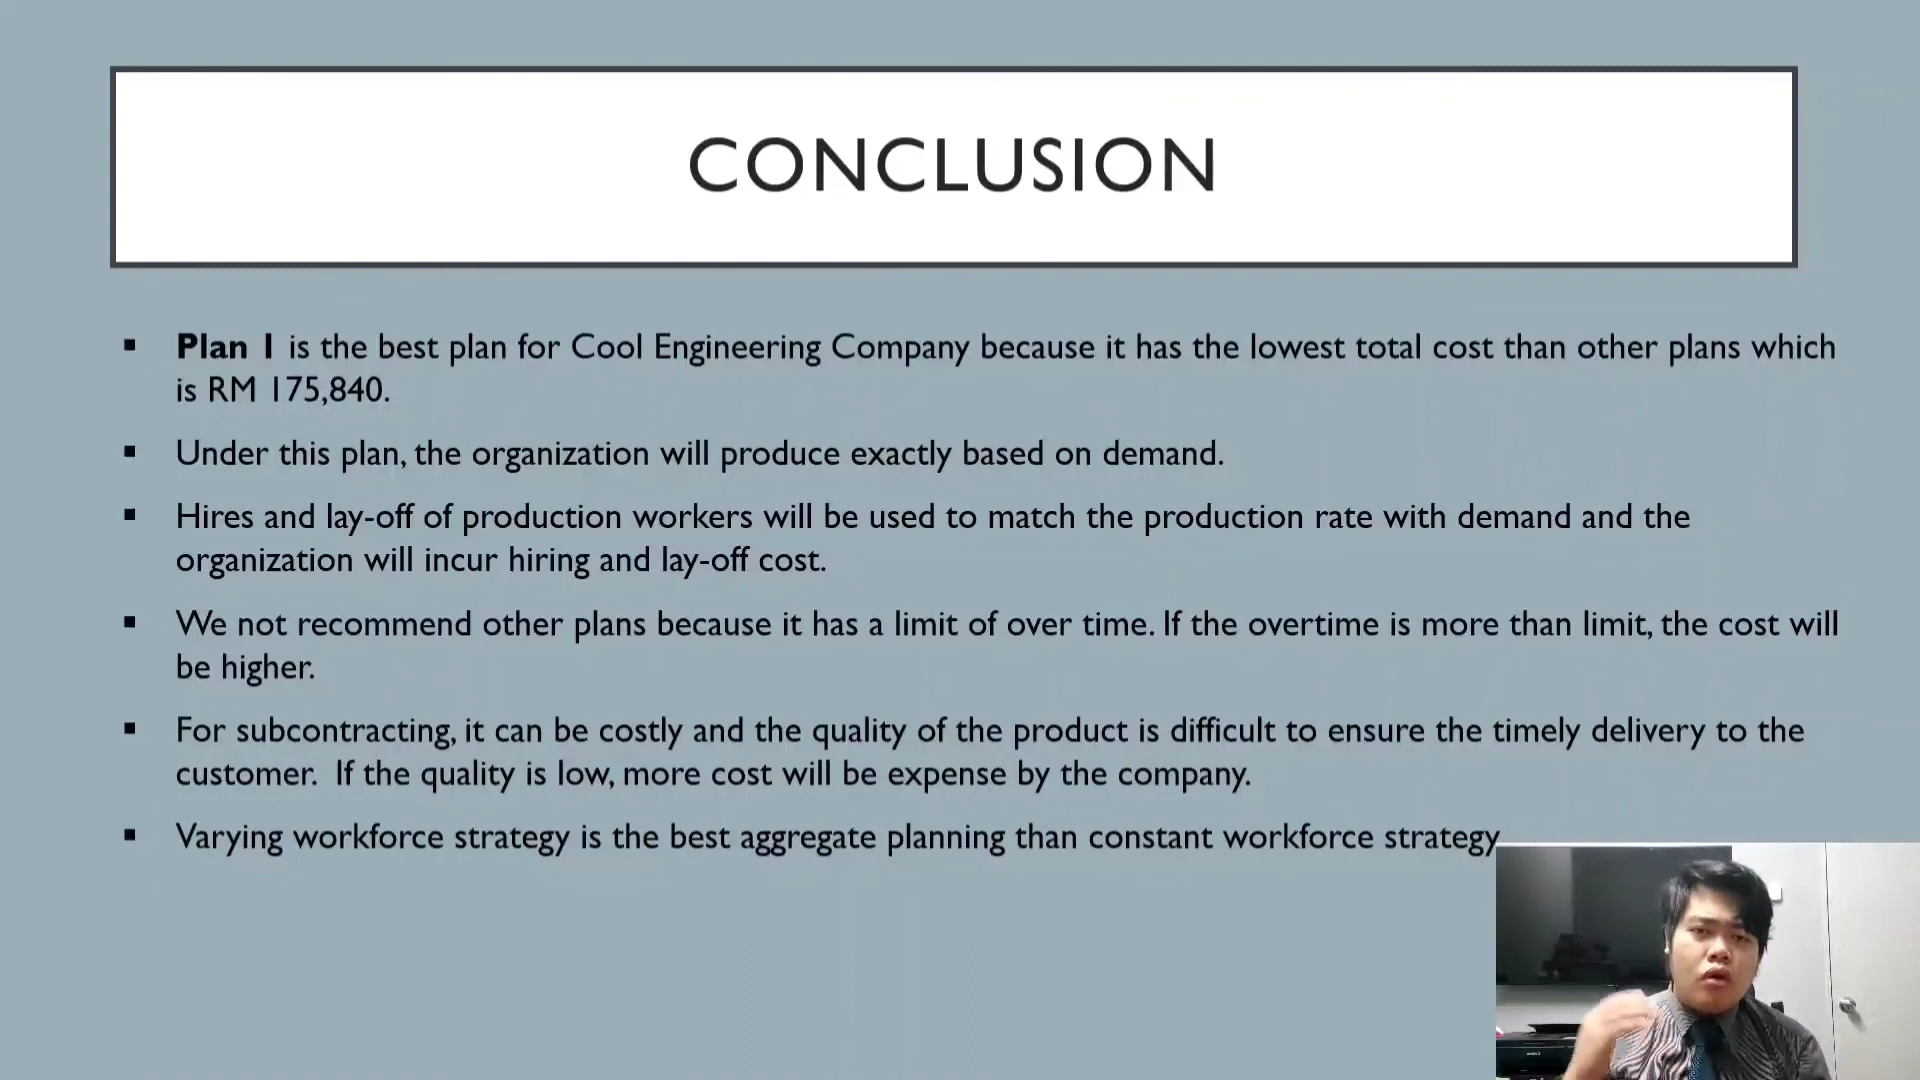 CONCLUSION
▪ Plan 1 is the best plan for Cool Engineering Company because it has the lowest total cost than other plans which
is RM 175,840.
▪ Under this plan, the organization will produce exactly based on demand.
▪ Hires and lay-off of production workers will be used to match the production rate with demand and the
organization will incur hiring and lay-off cost.
▪ We not recommend other plans because it has a limit of over time. If the overtime is more than limit, the cost will
be higher.
▪ For subcontracting, it can be costly and the quality of the product is difficult to ensure the timely delivery to the
customer.  If the quality is low, more cost will be expense by the company.
▪ Varying workforce strategy is the best aggregate planning than constant workforce strategy